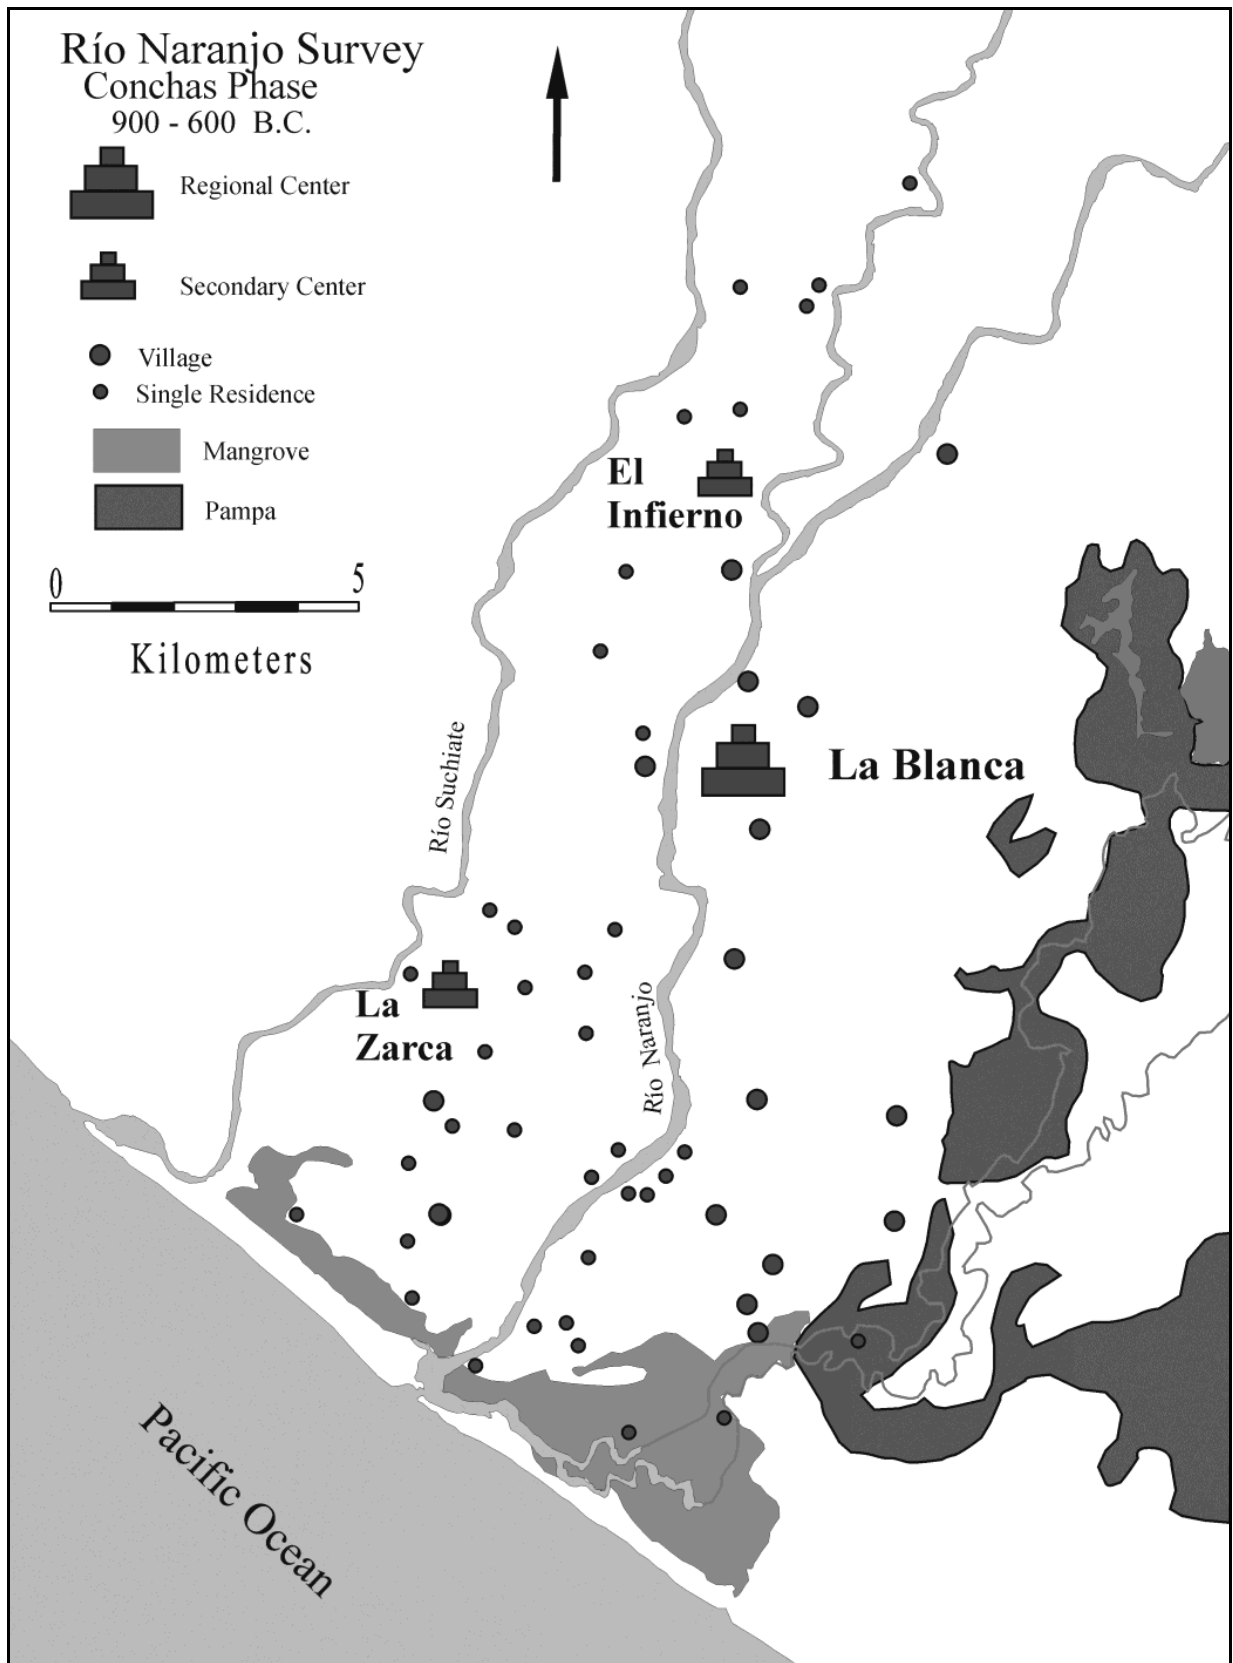 Río Naranjo Survey
Conchas Phase
900 - 600 B.C.
Regional Center
Secondary Center
Village
Single Residence
Mangrove
Pampa
0 5
Kilometers
El
Infierno
La Blanca
Río Suchiate
La
Zarca
Río Naranjo
Pacific Ocean